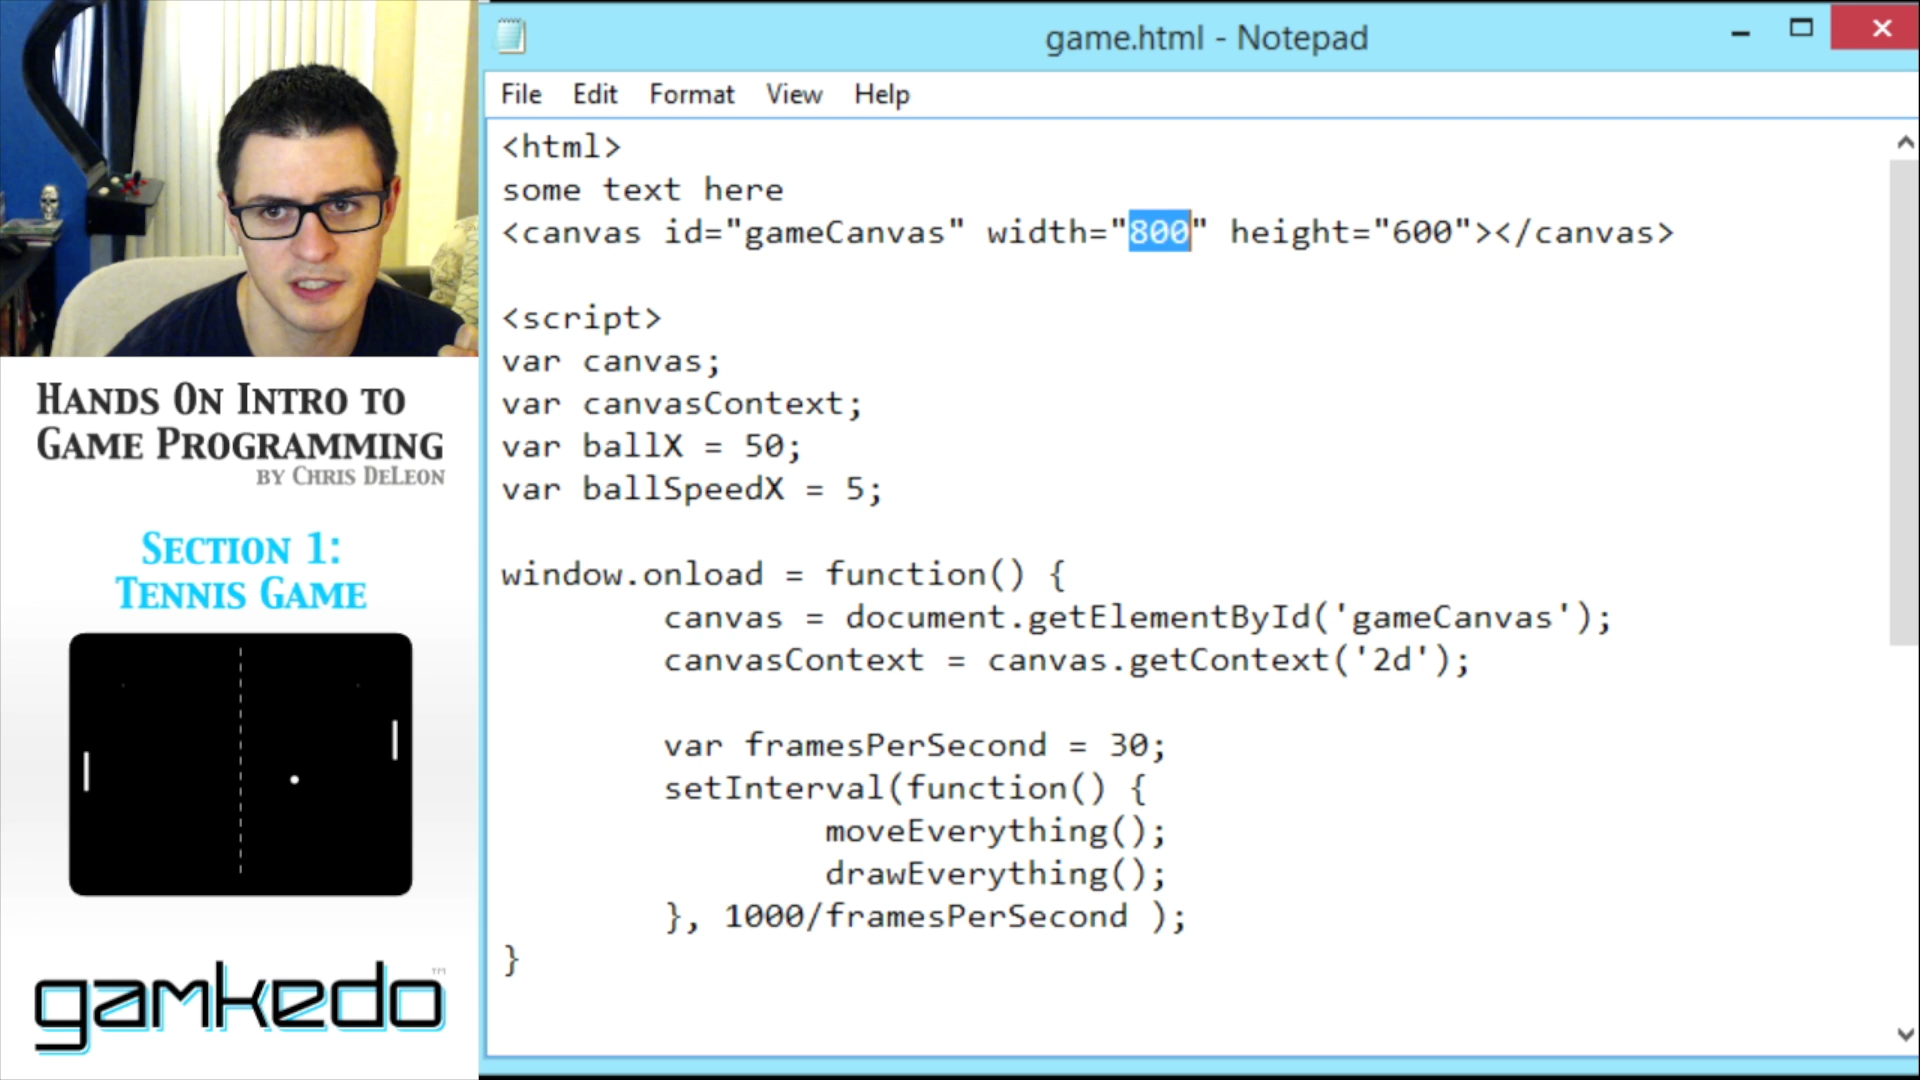 HANDS ON INTRO TO
GAME PROGRAMMING
BY CHRIS DELEON
SECTION 1:
TENNIS GAME
gamkedo™
game.html - Notepad
File Edit Format View Help
<html>
some text here
<canvas id="gameCanvas" width="800" height="600"></canvas>
<script>
var canvas;
var canvasContext;
var ballX = 50;
var ballSpeedX = 5;
window.onload = function() {
canvas = document.getElementById('gameCanvas');
canvasContext = canvas.getContext('2d');
var framesPerSecond = 30;
setInterval(function() {
moveEverything();
drawEverything();
}, 1000/framesPerSecond );
}